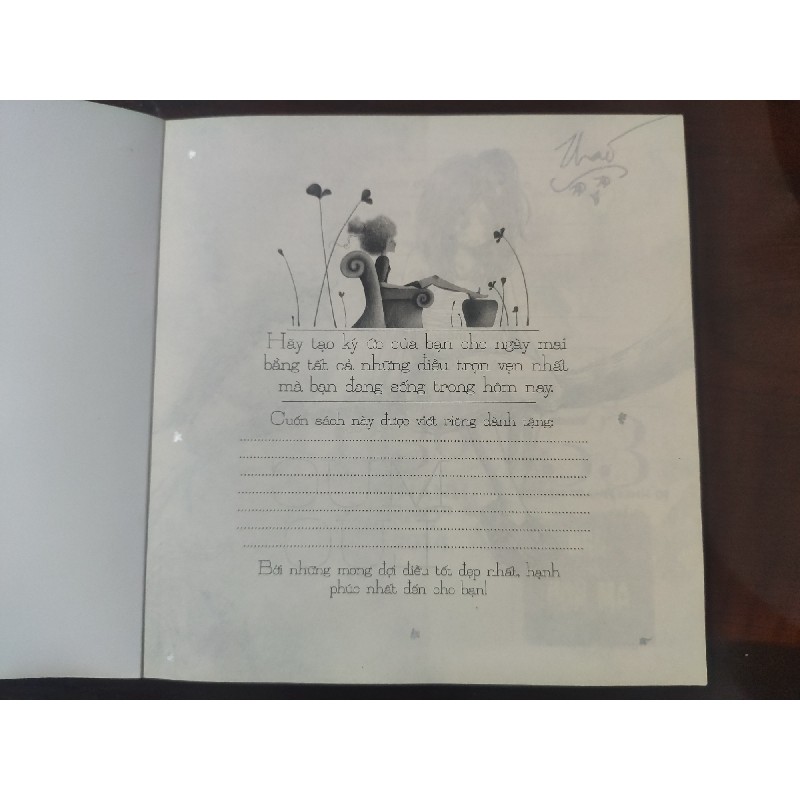 Thảo
Hãy tạo ký ức của bạn cho ngày mai
bằng tất cả những điều trọn vẹn nhất
mà bạn đang sống trong hôm nay.
Cuốn sách này được viết riêng dành tặng:
Bởi những mong đợi điều tốt đẹp nhất, hạnh
phúc nhất đến cho bạn!